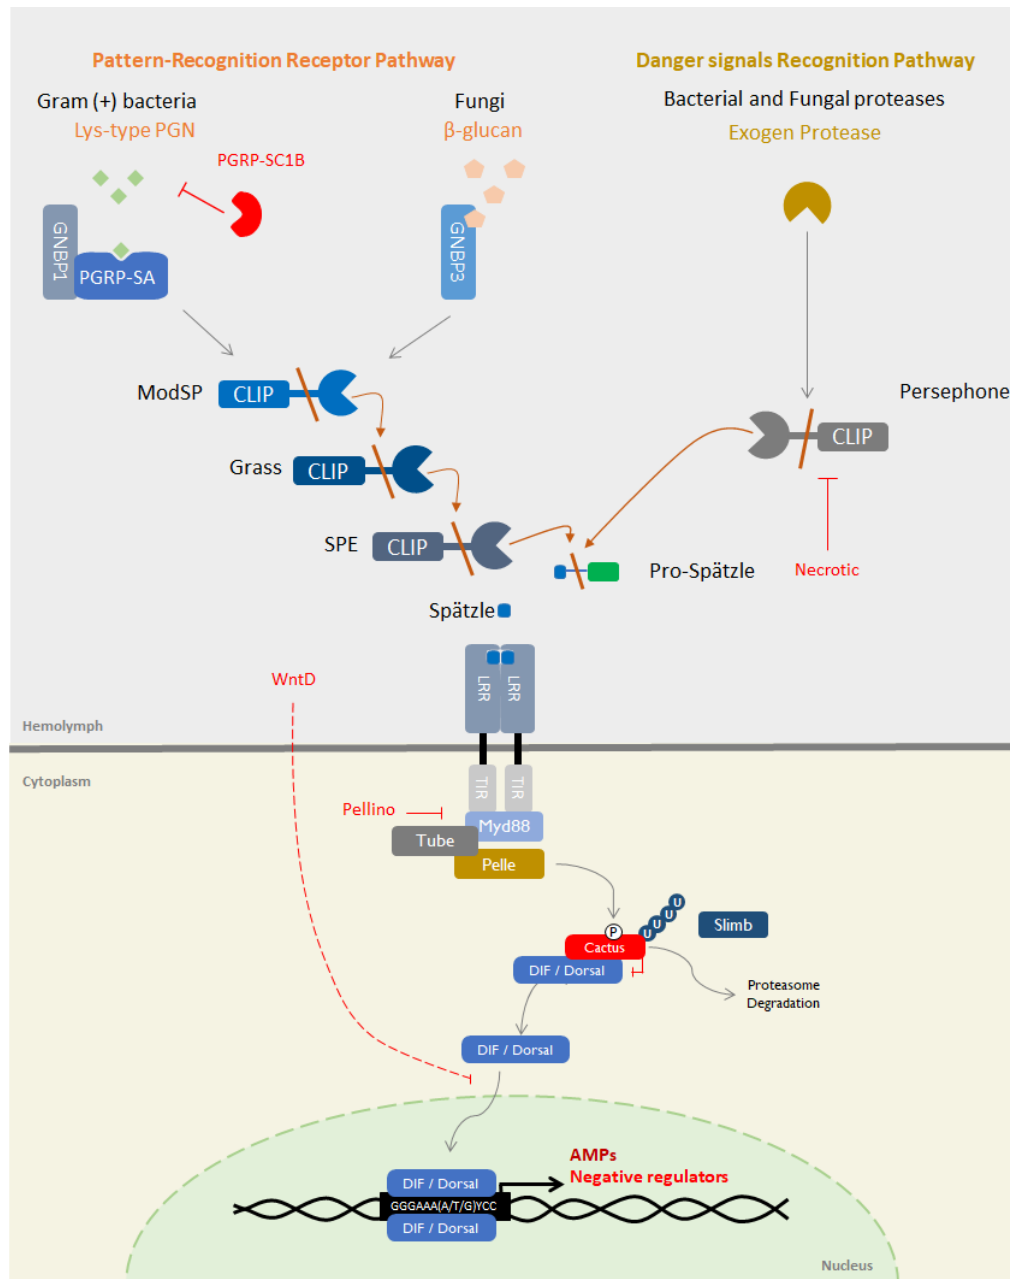 Pattern-Recognition Receptor Pathway
Danger signals Recognition Pathway
Gram (+) bacteria
Lys-type PGN
Fungi
β-glucan
Bacterial and Fungal proteases
Exogen Protease
PGRP-SC1B
GNBP1
PGRP-SA
GNBP3
ModSP
CLIP
Persephone
CLIP
Grass
CLIP
SPE
CLIP
Pro-Spätzle
Necrotic
Spätzle
LRR
LRR
WntD
Hemolymph
Cytoplasm
TIR
TIR
Pellino
Myd88
Tube
Pelle
P
U
U
U
U
Slimb
Cactus
DIF / Dorsal
Proteasome
Degradation
DIF / Dorsal
AMPs
Negative regulators
DIF / Dorsal
GGGAAA(A/T/G)YCC
DIF / Dorsal
Nucleus